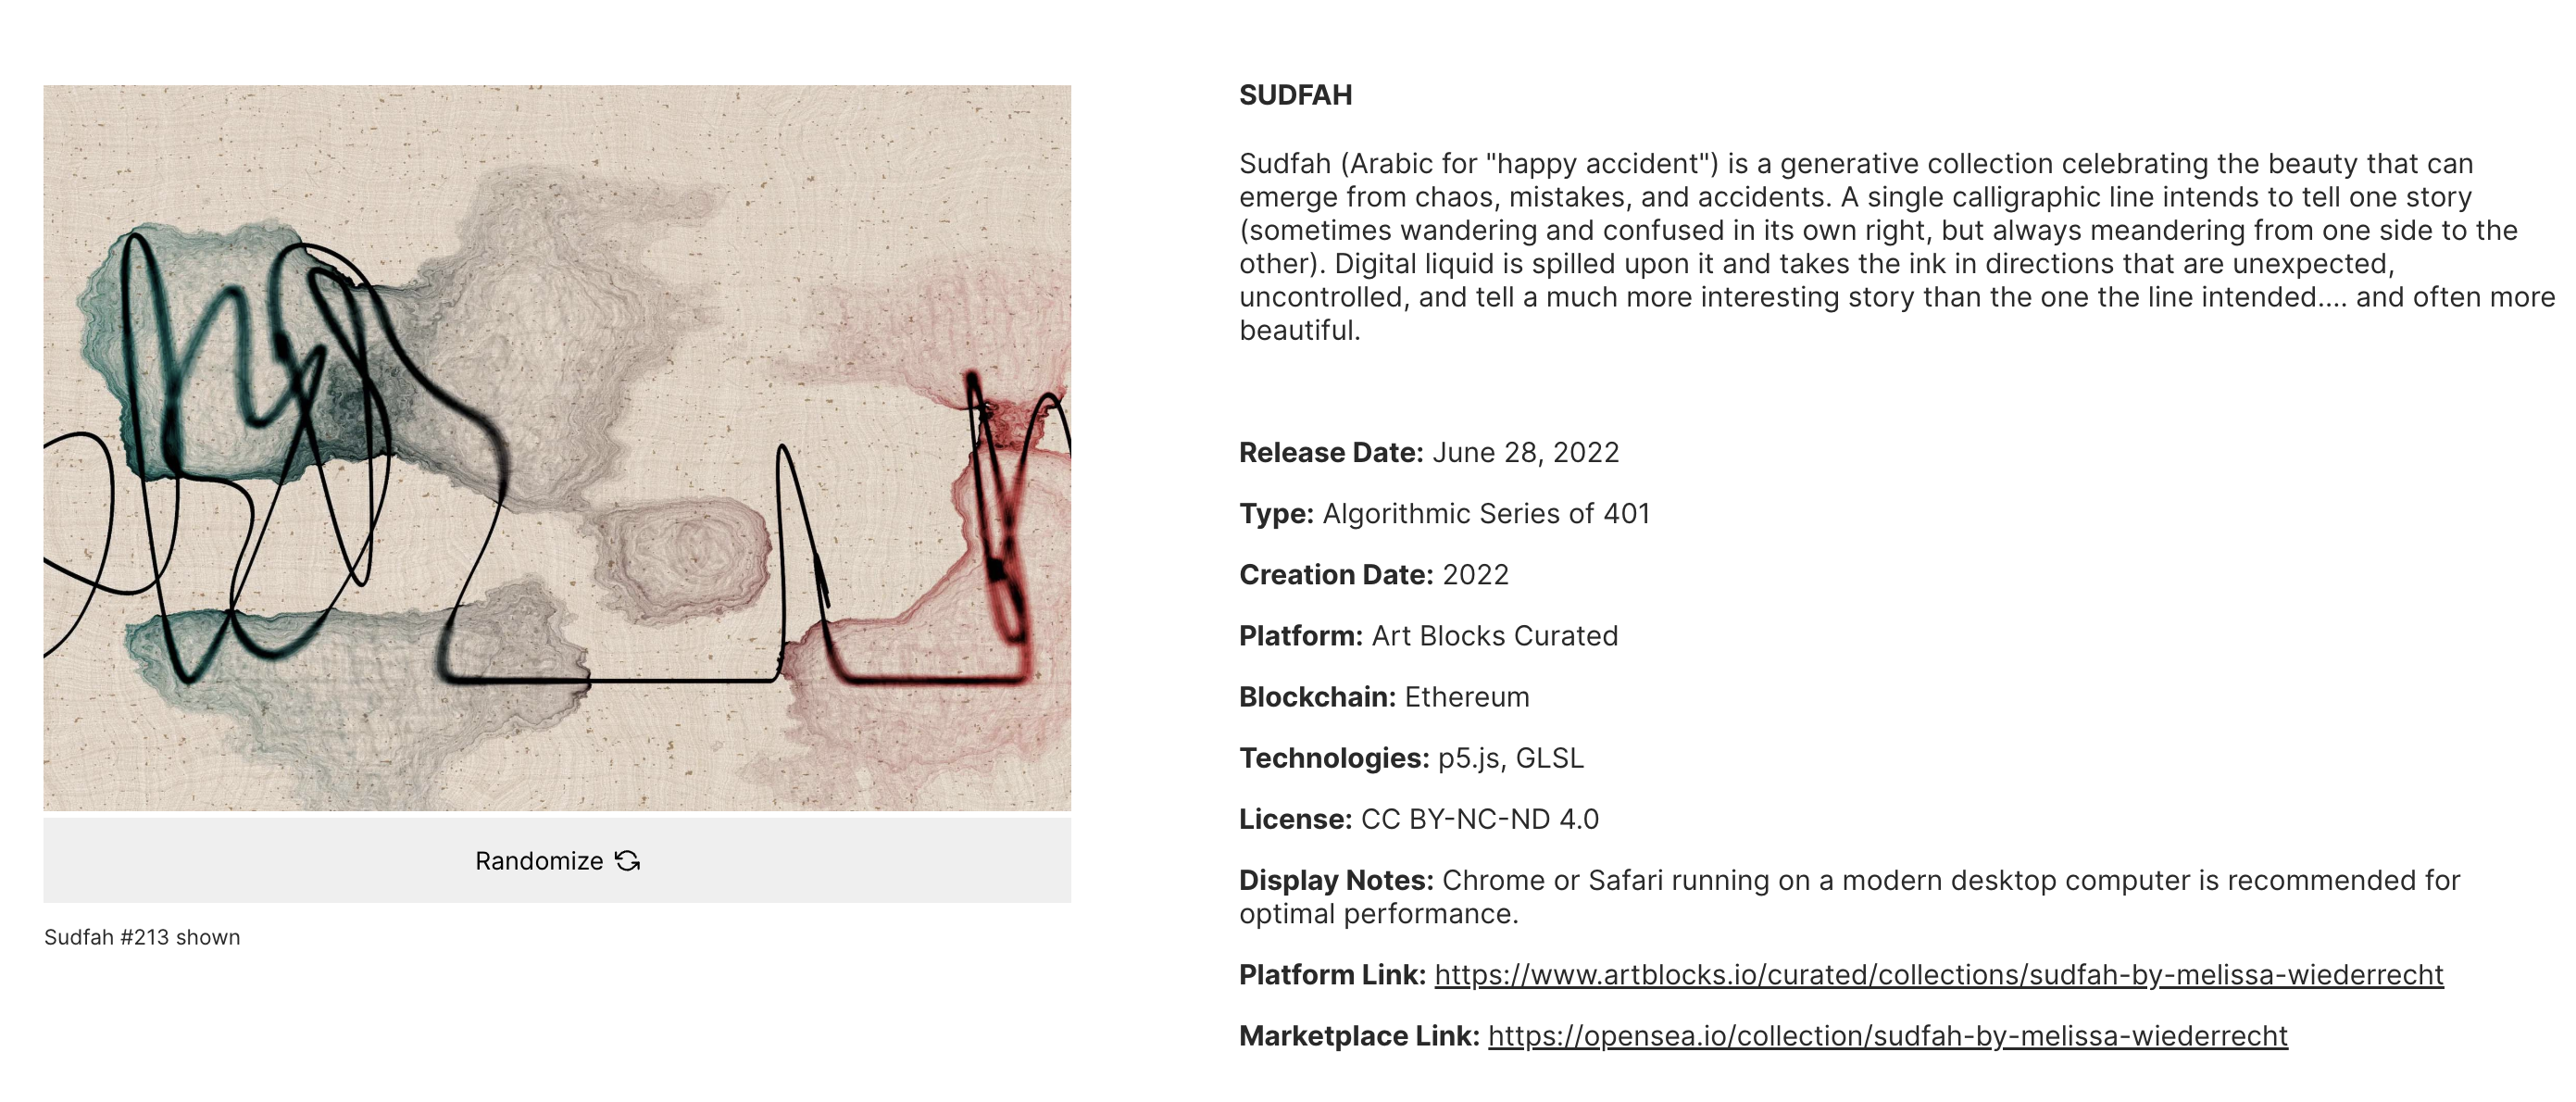 SUDFAH
Sudfah (Arabic for "happy accident") is a generative collection celebrating the beauty that can
emerge from chaos, mistakes, and accidents. A single calligraphic line intends to tell one story
(sometimes wandering and confused in its own right, but always meandering from one side to the
other). Digital liquid is spilled upon it and takes the ink in directions that are unexpected,
uncontrolled, and tell a much more interesting story than the one the line intended.... and often more
beautiful.
Release Date: June 28, 2022
Type: Algorithmic Series of 401
Creation Date: 2022
Platform: Art Blocks Curated
Blockchain: Ethereum
Technologies: p5.js, GLSL
License: CC BY-NC-ND 4.0
Display Notes: Chrome or Safari running on a modern desktop computer is recommended for
optimal performance.
Platform Link: https://www.artblocks.io/curated/collections/sudfah-by-melissa-wiederrecht
Marketplace Link: https://opensea.io/collection/sudfah-by-melissa-wiederrecht
Randomize
Sudfah #213 shown